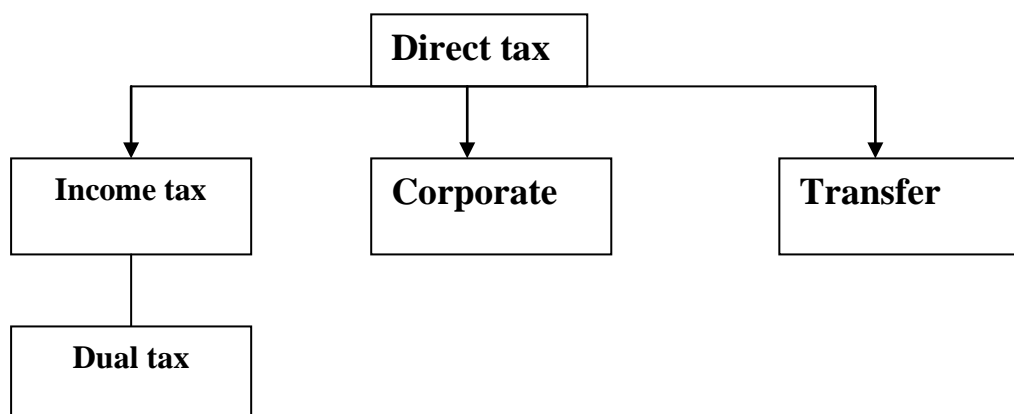 Direct tax
Income tax
Corporate
Transfer
Dual tax